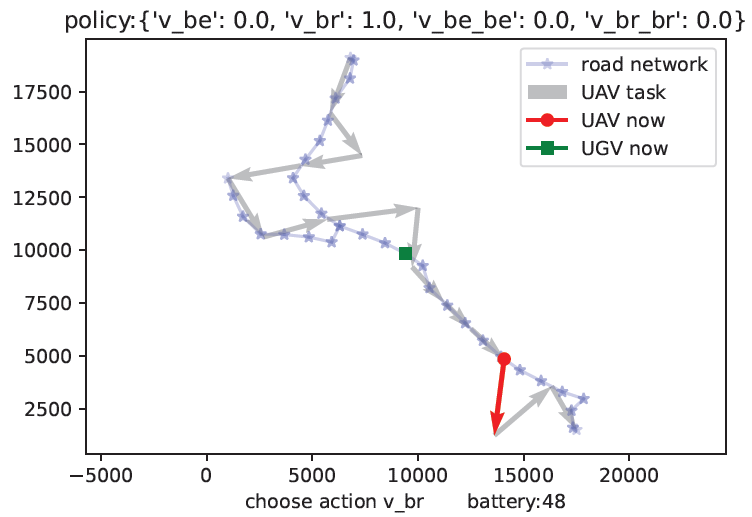 policy:{'v_be': 0.0, 'v_br': 1.0, 'v_be_be': 0.0, 'v_br_br': 0.0}
road network
UAV task
UAV now
UGV now
17500
15000
12500
10000
7500
5000
2500
−5000 0 5000 10000 15000 20000
choose action v_br battery:48